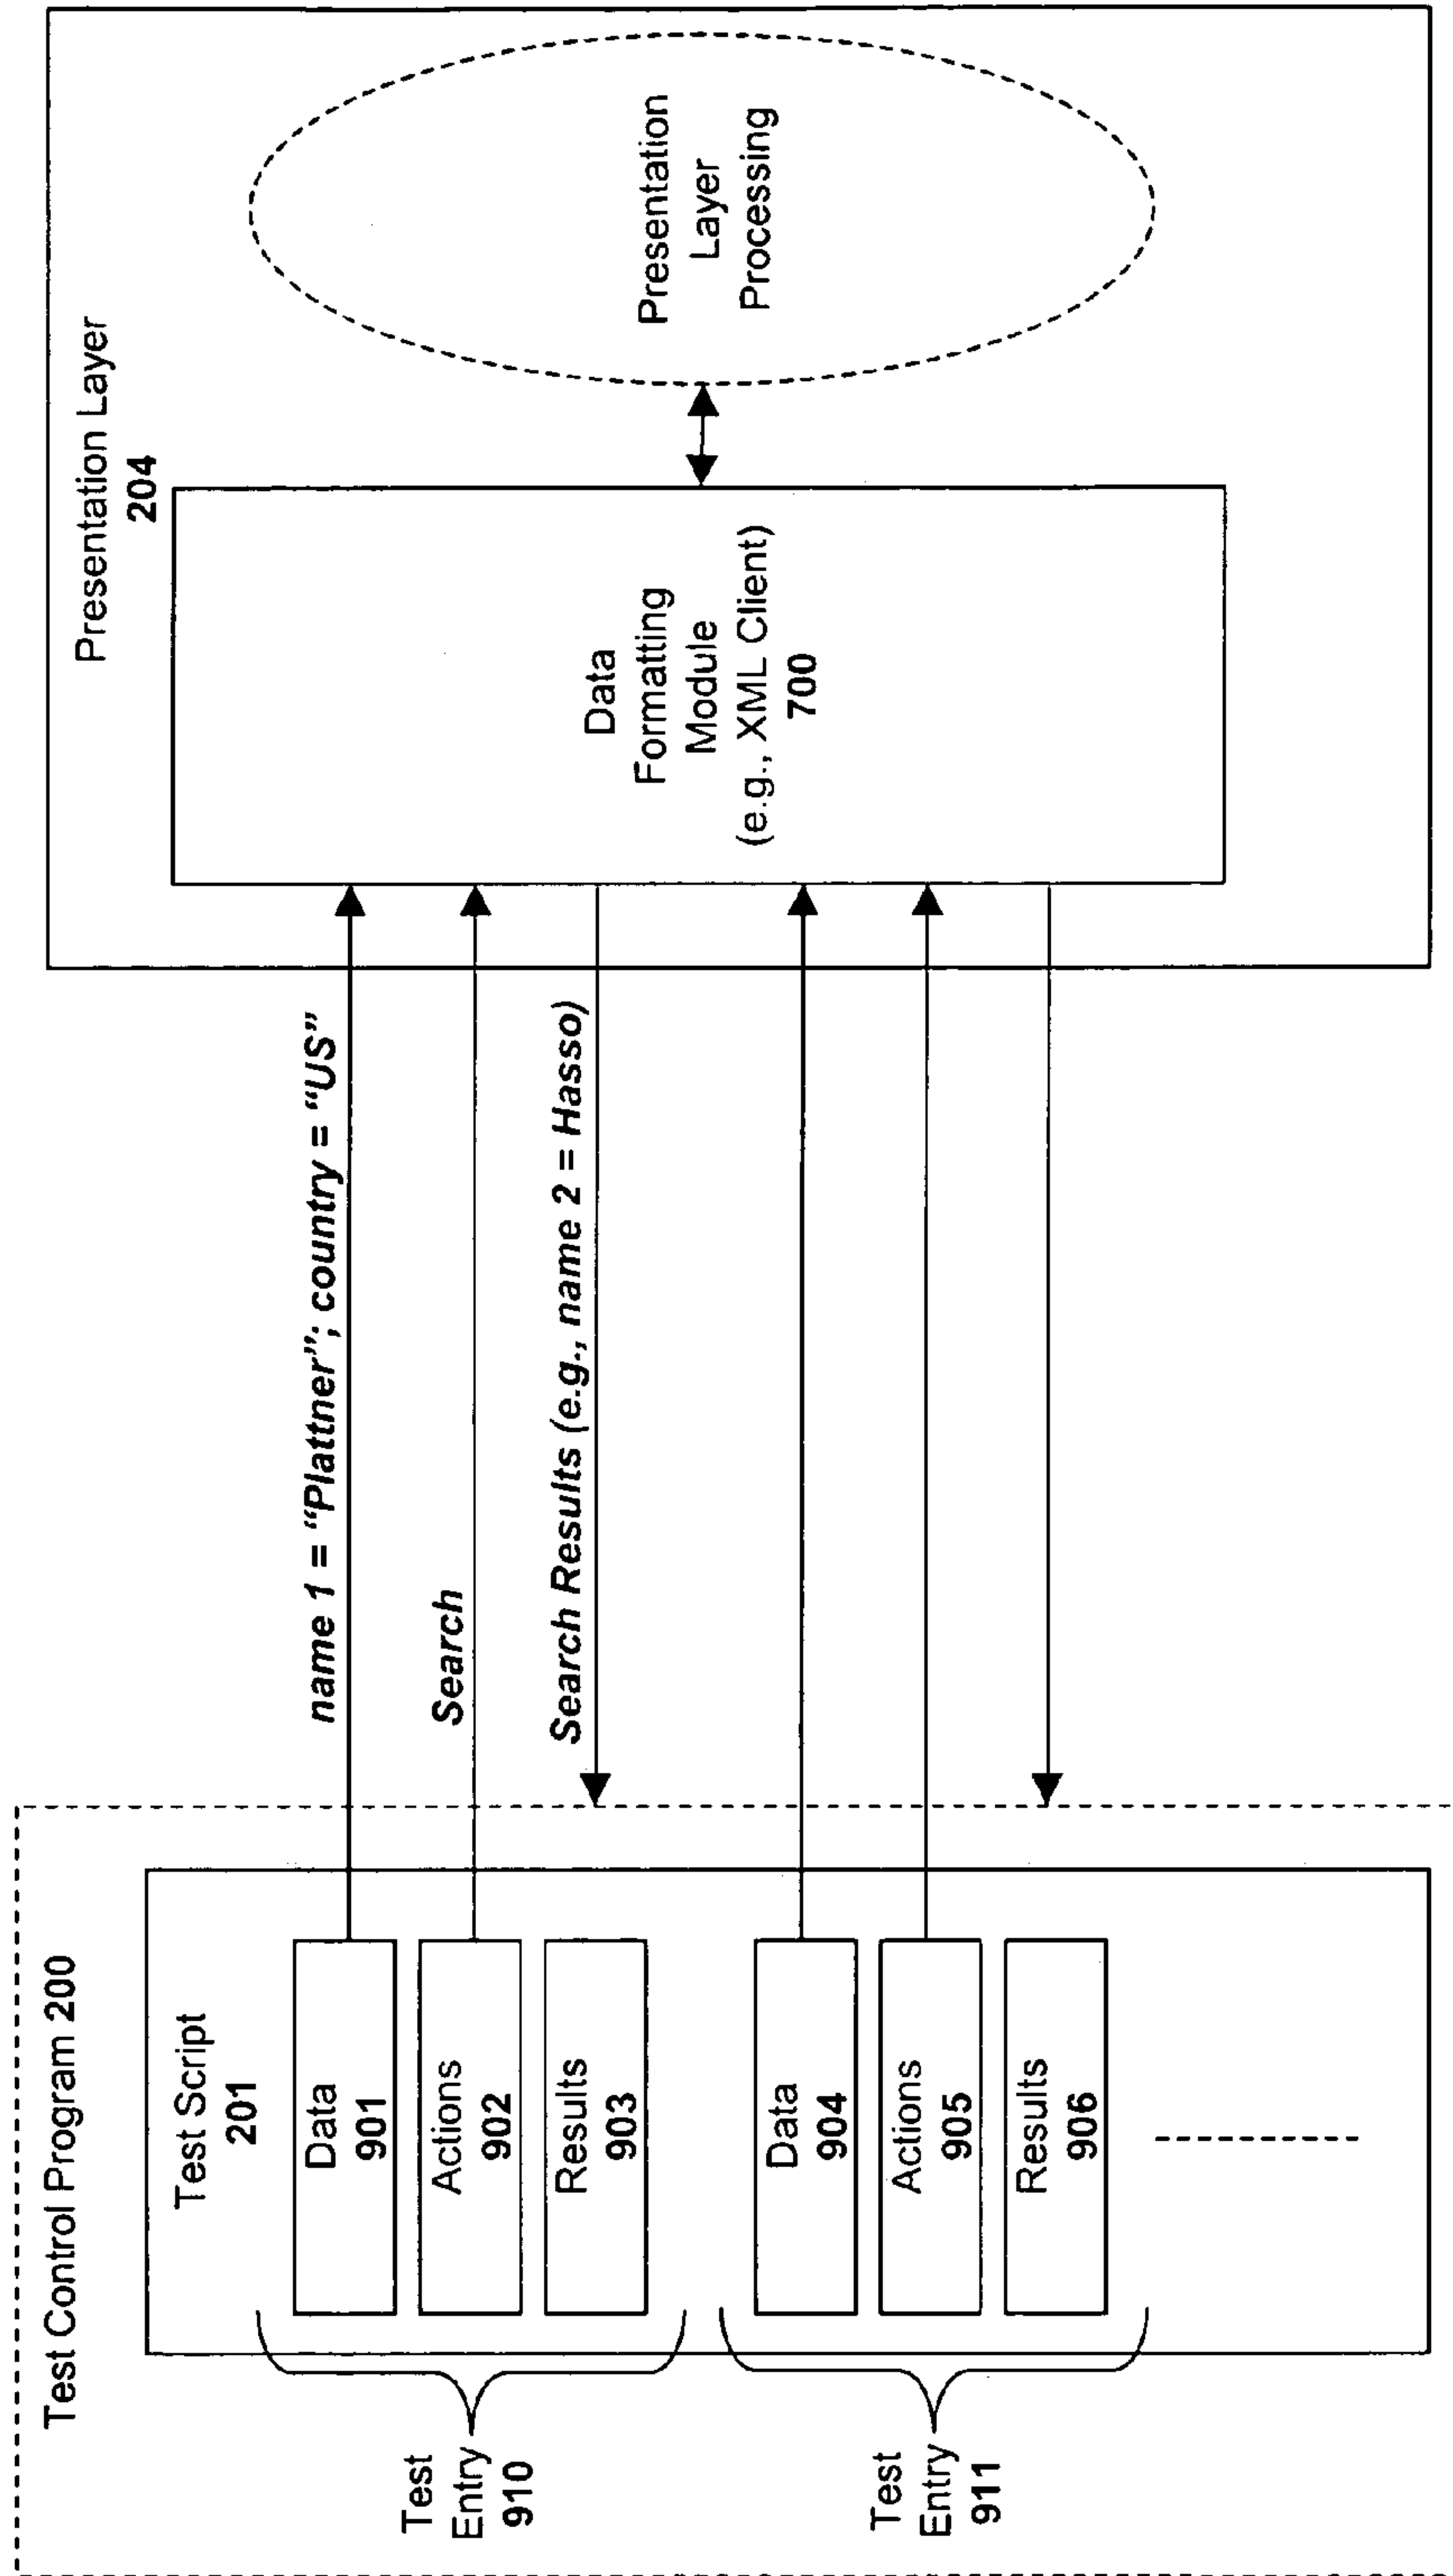 Test Control Program 200
Test Script
201
Test
Entry
910
Data
901
Actions
902
Results
903
Test
Entry
911
Data
904
Actions
905
Results
906
name 1 = “Plattner”; country = “US”
Search
Search Results (e.g., name 2 = Hasso)
Presentation Layer
204
Data
Formatting
Module
(e.g., XML Client)
700
Presentation
Layer
Processing